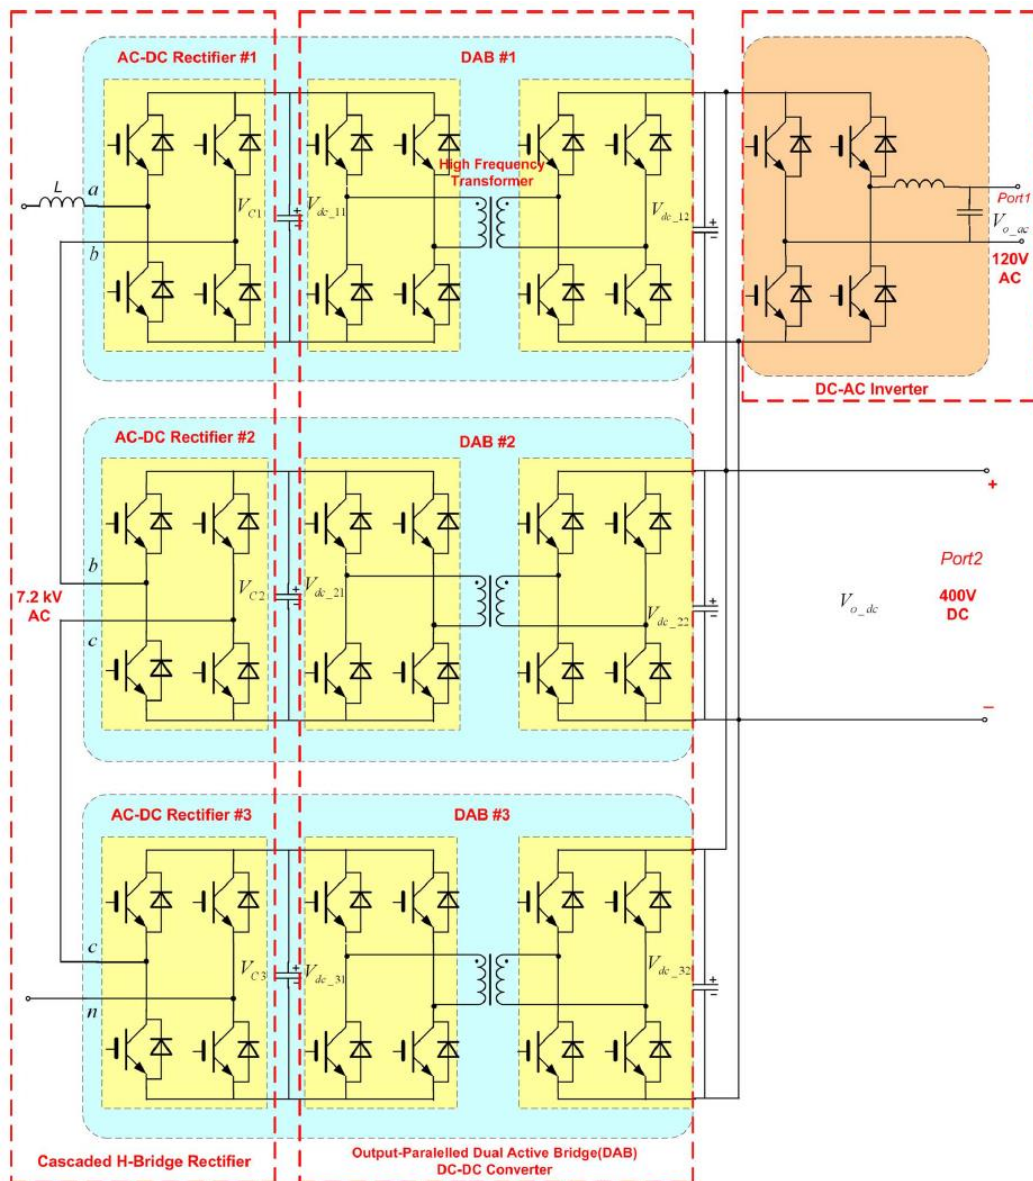 AC-DC Rectifier #1
DAB #1
High Frequency
Transformer
L
a
b
V_C1
V_dc_11
V_dc_12
Port1
V_o_ac
120V
AC
DC-AC Inverter
AC-DC Rectifier #2
DAB #2
b
c
7.2 kV
AC
V_C2
V_dc_21
V_dc_22
+
Port2
V_o_dc
400V
DC
–
AC-DC Rectifier #3
DAB #3
c
n
V_C3
V_dc_31
V_dc_32
Cascaded H-Bridge Rectifier
Output-Paralelled Dual Active Bridge(DAB)
DC-DC Converter